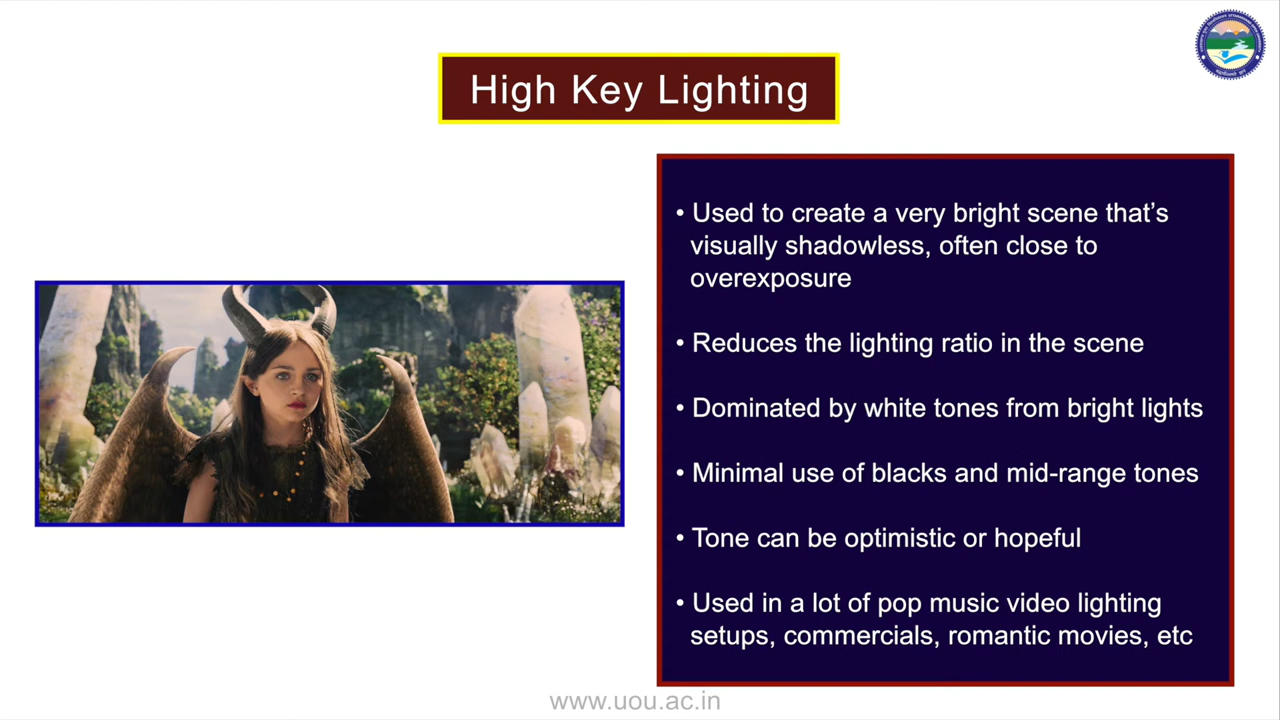 High Key Lighting
• Used to create a very bright scene that’s
visually shadowless, often close to
overexposure
• Reduces the lighting ratio in the scene
• Dominated by white tones from bright lights
• Minimal use of blacks and mid-range tones
• Tone can be optimistic or hopeful
• Used in a lot of pop music video lighting
setups, commercials, romantic movies, etc
www.uou.ac.in